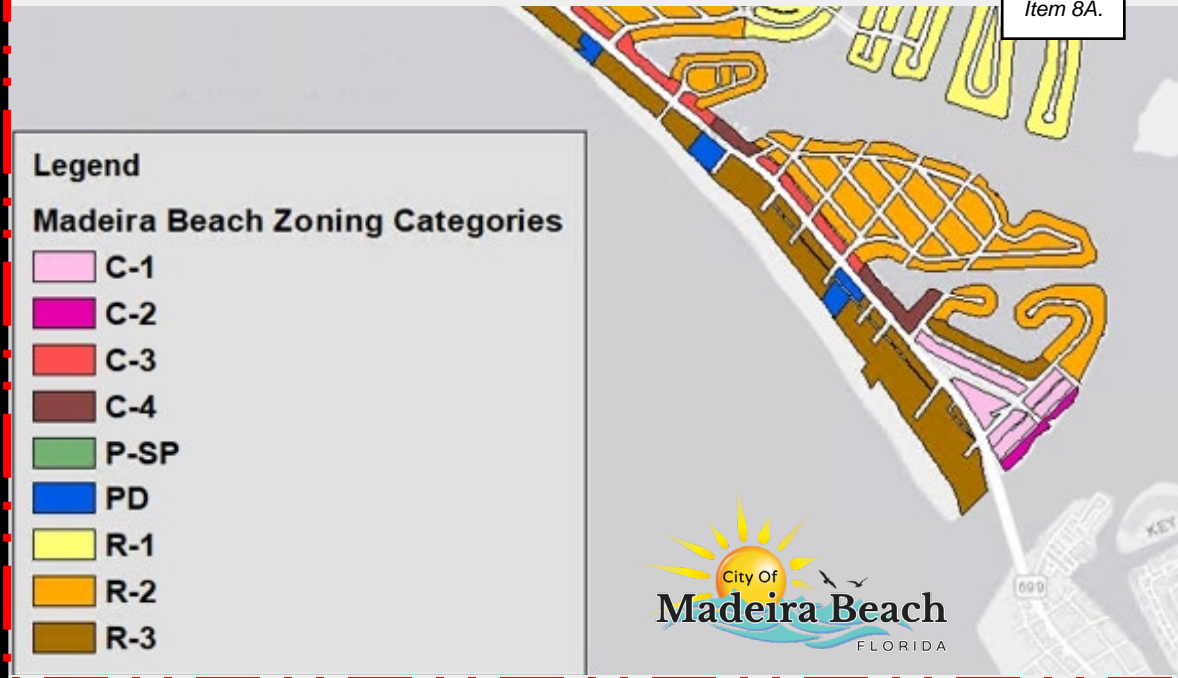 Item 8A.
Legend
Madeira Beach Zoning Categories
C-1
C-2
C-3
C-4
P-SP
PD
R-1
R-2
R-3
City Of
Madeira Beach
FLORIDA
699
KEY